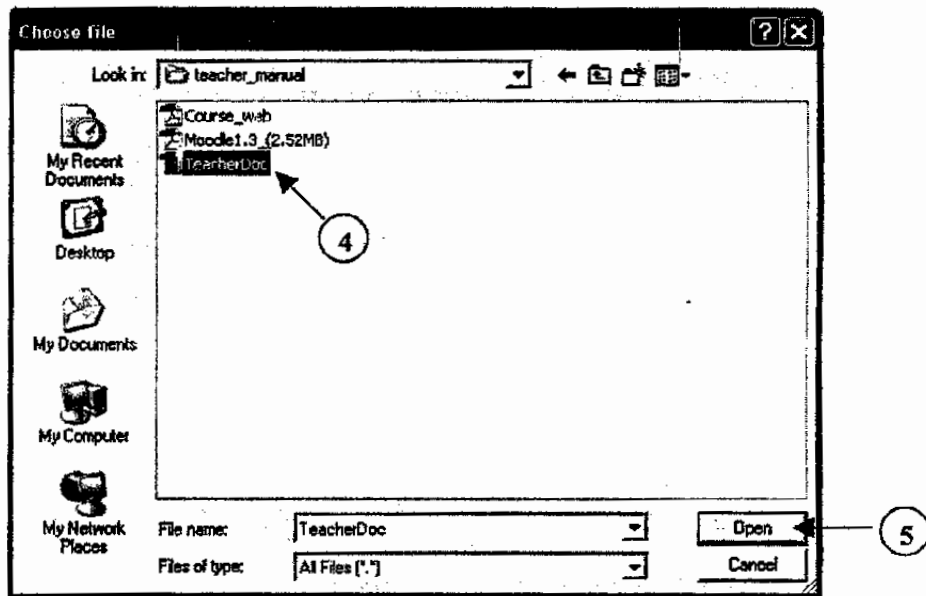 Choose file
Look in: teacher_manual
Course_web
Moodle1.3_(2.52MB)
TeacherDoc
4
My Recent
Documents
Desktop
My Documents
My Computer
My Network
Places
File name: TeacherDoc
Open
5
Files of type: All Files [*.*]
Cancel